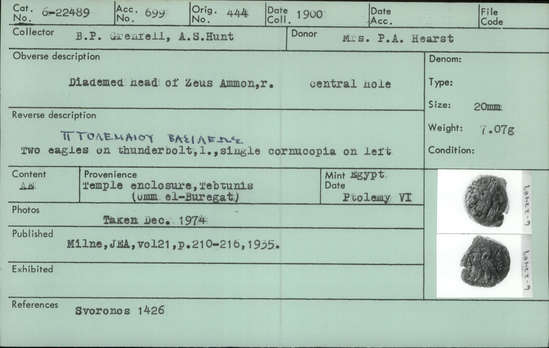 Cat. No. 6-22489 Acc. No. 699 Orig. No. 444 Date Coll. 1900 Date Acc. File Code
Collector B.P. Grenfell, A.S.Hunt Donor Mrs. P.A. Hearst
Obverse description Denom:
Diademed head of Zeus Ammon,r. central hole Type:
Size: 20mm
Reverse description Weight: 7.07g
ΠΤΟΛΕΜΑΙΟΥ ΒΑΣΙΛΕΩΣ Condition:
Two eagles on thunderbolt,l.,single cornucopia on left
Content AE Provenience Temple enclosure,Tebtunis Mint Egypt
(Umm el-Buregat) Date Ptolemy VI
Photos Taken Dec. 1974
Published Milne,JEA,vol21,p.210-216,1935.
Exhibited
References Svoronos 1426
6-22489
6-22489